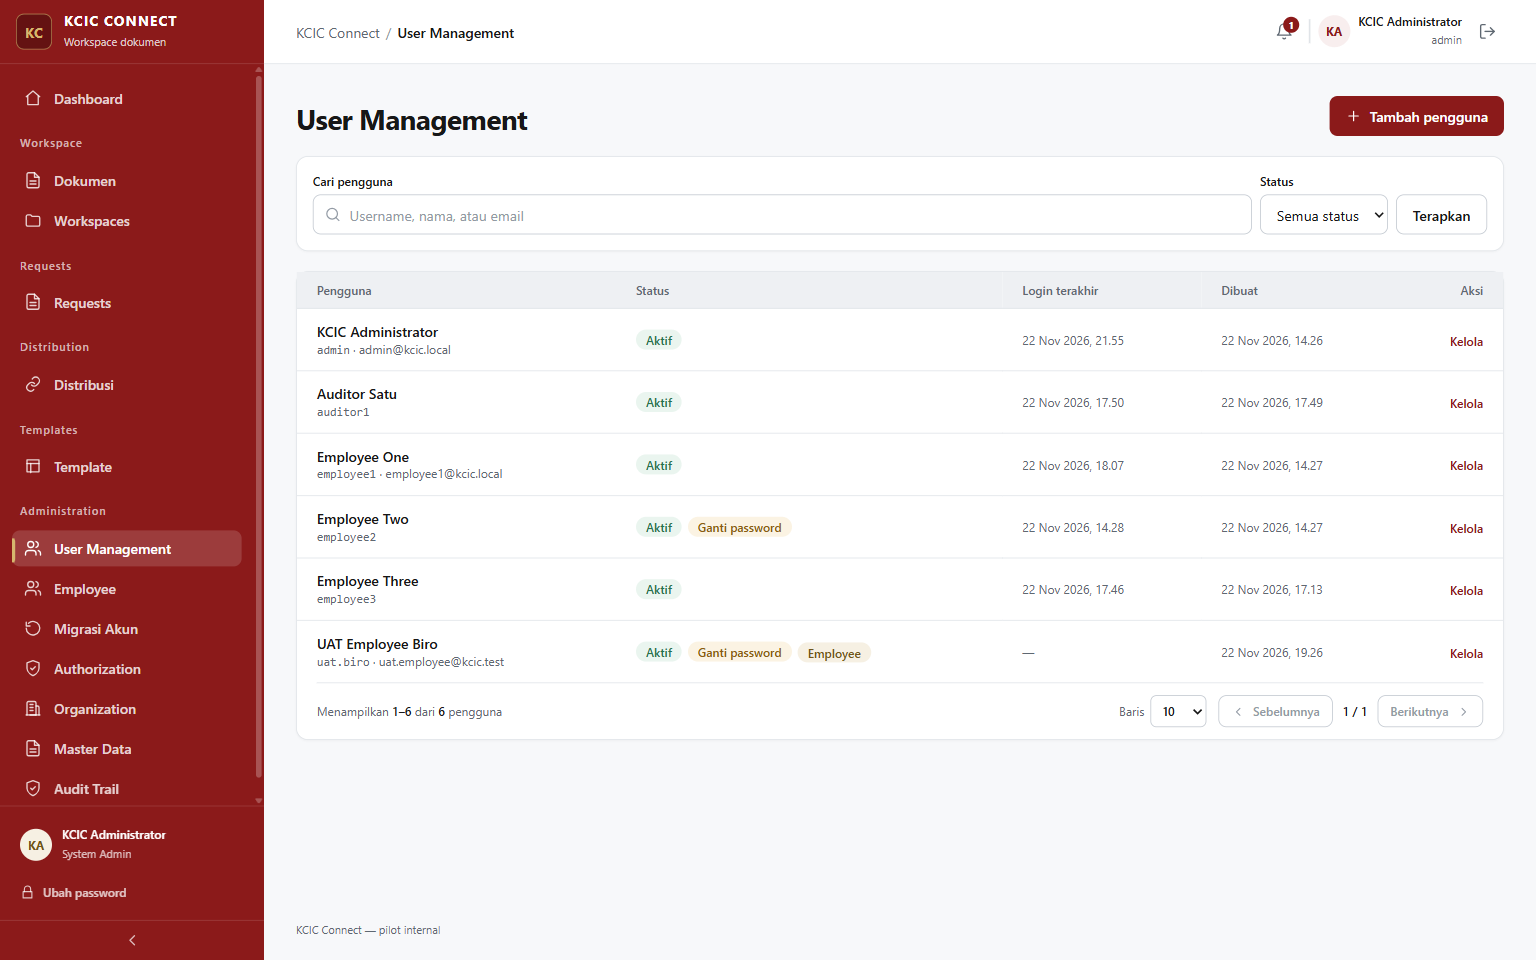 KC
KCIC CONNECT
Workspace dokumen
Dashboard
Workspace
Dokumen
Workspaces
Requests
Requests
Distribution
Distribusi
Templates
Template
Administration
User Management
Employee
Migrasi Akun
Authorization
Organization
Master Data
Audit Trail
KA
KCIC Administrator
System Admin
Ubah password
KCIC Connect / User Management
1
KA
KCIC Administrator
admin
User Management
Tambah pengguna
Cari pengguna
Username, nama, atau email
Status
Semua status
Terapkan
Pengguna Status Login terakhir Dibuat Aksi
KCIC Administrator
admin · admin@kcic.local
Aktif
22 Nov 2026, 21.55
22 Nov 2026, 14.26
Kelola
Auditor Satu
auditor1
Aktif
22 Nov 2026, 17.50
22 Nov 2026, 17.49
Kelola
Employee One
employee1 · employee1@kcic.local
Aktif
22 Nov 2026, 18.07
22 Nov 2026, 14.27
Kelola
Employee Two
employee2
Aktif Ganti password
22 Nov 2026, 14.28
22 Nov 2026, 14.27
Kelola
Employee Three
employee3
Aktif
22 Nov 2026, 17.46
22 Nov 2026, 17.13
Kelola
UAT Employee Biro
uat.biro · uat.employee@kcic.test
Aktif Ganti password Employee
—
22 Nov 2026, 19.26
Kelola
Menampilkan 1–6 dari 6 pengguna
Baris 10 Sebelumnya 1 / 1 Berikutnya
KCIC Connect — pilot internal